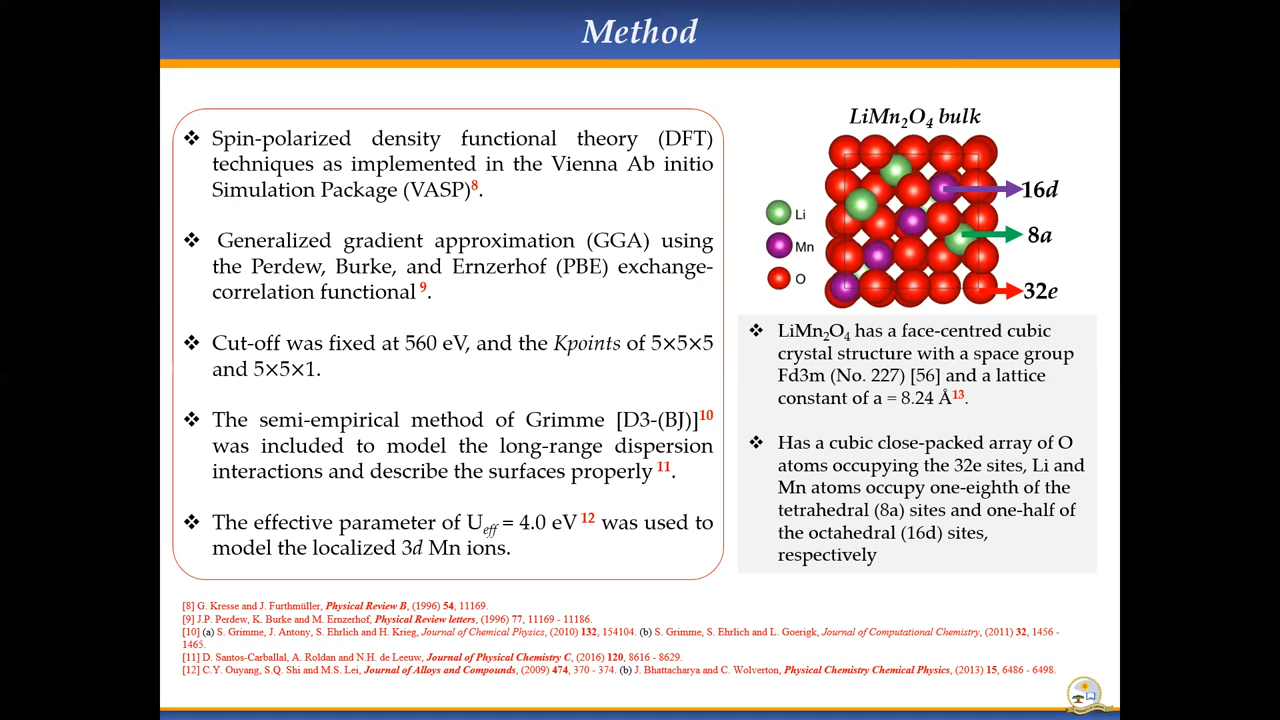 Method
❖ Spin-polarized density functional theory (DFT)
techniques as implemented in the Vienna Ab initio
Simulation Package (VASP)8.
❖ Generalized gradient approximation (GGA) using
the Perdew, Burke, and Ernzerhof (PBE) exchange-
correlation functional 9.
❖ Cut-off was fixed at 560 eV, and the Kpoints of 5×5×5
and 5×5×1.
❖ The semi-empirical method of Grimme [D3-(BJ)]10
was included to model the long-range dispersion
interactions and describe the surfaces properly 11.
❖ The effective parameter of Ueff = 4.0 eV 12 was used to
model the localized 3d Mn ions.
LiMn2O4 bulk
16d
Li
8a
Mn
O
32e
❖ LiMn2O4 has a face-centred cubic
crystal structure with a space group
Fd3m (No. 227) [56] and a lattice
constant of a = 8.24 Å13.
❖ Has a cubic close-packed array of O
atoms occupying the 32e sites, Li and
Mn atoms occupy one-eighth of the
tetrahedral (8a) sites and one-half of
the octahedral (16d) sites,
respectively
[8] G. Kresse and J. Furthmüller, Physical Review B, (1996) 54, 11169.
[9] J.P. Perdew, K. Burke and M. Ernzerhof, Physical Review letters, (1996) 77, 11169 - 11186.
[10] (a) S. Grimme, J. Antony, S. Ehrlich and H. Krieg, Journal of Chemical Physics, (2010) 132, 154104. (b) S. Grimme, S. Ehrlich and L. Goerigk, Journal of Computational Chemistry, (2011) 32, 1456 -
1465.
[11] D. Santos-Carballal, A. Roldan and N.H. de Leeuw, Journal of Physical Chemistry C, (2016) 120, 8616 - 8629.
[12] C.Y. Ouyang, S.Q. Shi and M.S. Lei, Journal of Alloys and Compounds, (2009) 474, 370 - 374. (b) J. Bhattacharya and C. Wolverton, Physical Chemistry Chemical Physics, (2013) 15, 6486 - 6498.